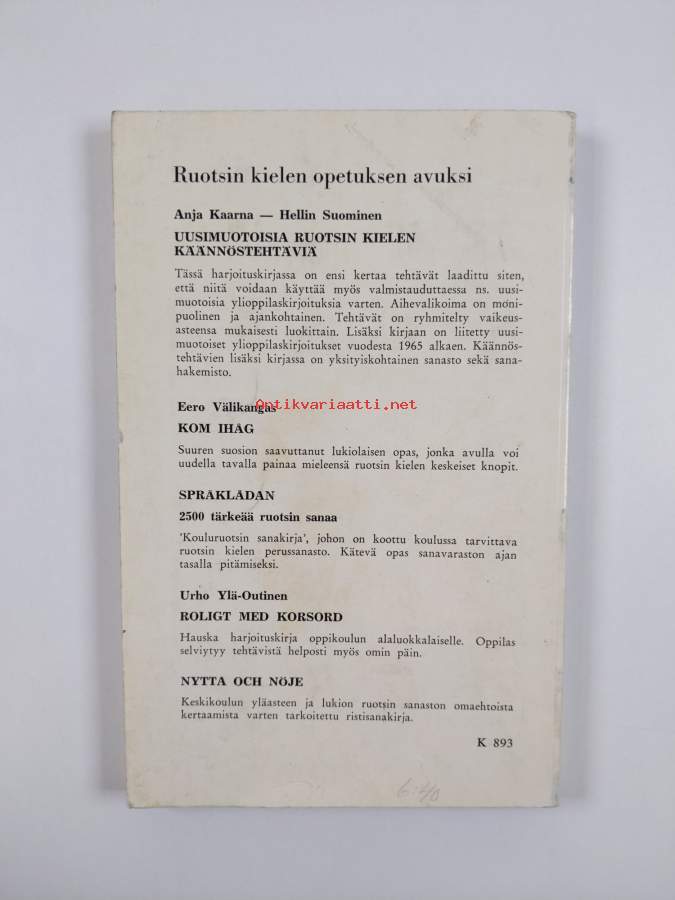 Ruotsin kielen opetuksen avuksi
Anja Kaarna — Hellin Suominen
UUSIMUOTOISIA RUOTSIN KIELEN
KÄÄNNÖSTEHTÄVIÄ
Tässä harjoituskirjassa on ensi kertaa tehtävät laadittu siten,
että niitä voidaan käyttää myös valmistauduttaessa ns. uusi-
muotoisia ylioppilaskirjoituksia varten. Aihevalikoima on moni-
puolinen ja ajankohtainen. Tehtävät on ryhmitelty vaikeus-
asteensa mukaisesti luokittain. Lisäksi kirjaan on liitetty uusi-
muotoiset ylioppilaskirjoitukset vuodesta 1965 alkaen. Käännös-
tehtävien lisäksi kirjassa on yksityiskohtainen sanasto sekä sana-
hakemisto.
Antikvariaatti.net
Eero Välikangas
KOM IHÅG
Suuren suosion saavuttanut lukiolaisen opas, jonka avulla voi
uudella tavalla painaa mieleensä ruotsin kielen keskeiset knopit.
SPRÅKLÅDAN
2500 tärkeää ruotsin sanaa
'Kouluruotsin sanakirja', johon on koottu koulussa tarvittava
ruotsin kielen perussanasto. Kätevä opas sanavaraston ajan
tasalla pitämiseksi.
Urho Ylä-Outinen
ROLIGT MED KORSORD
Hauska harjoituskirja oppikoulun alaluokkalaiselle. Oppilas
selviytyy tehtävistä helposti myös omin päin.
NYTTA OCH NÖJE
Keskikoulun yläasteen ja lukion ruotsin sanaston omaehtoista
kertaamista varten tarkoitettu ristisanakirja.
K 893
6:40